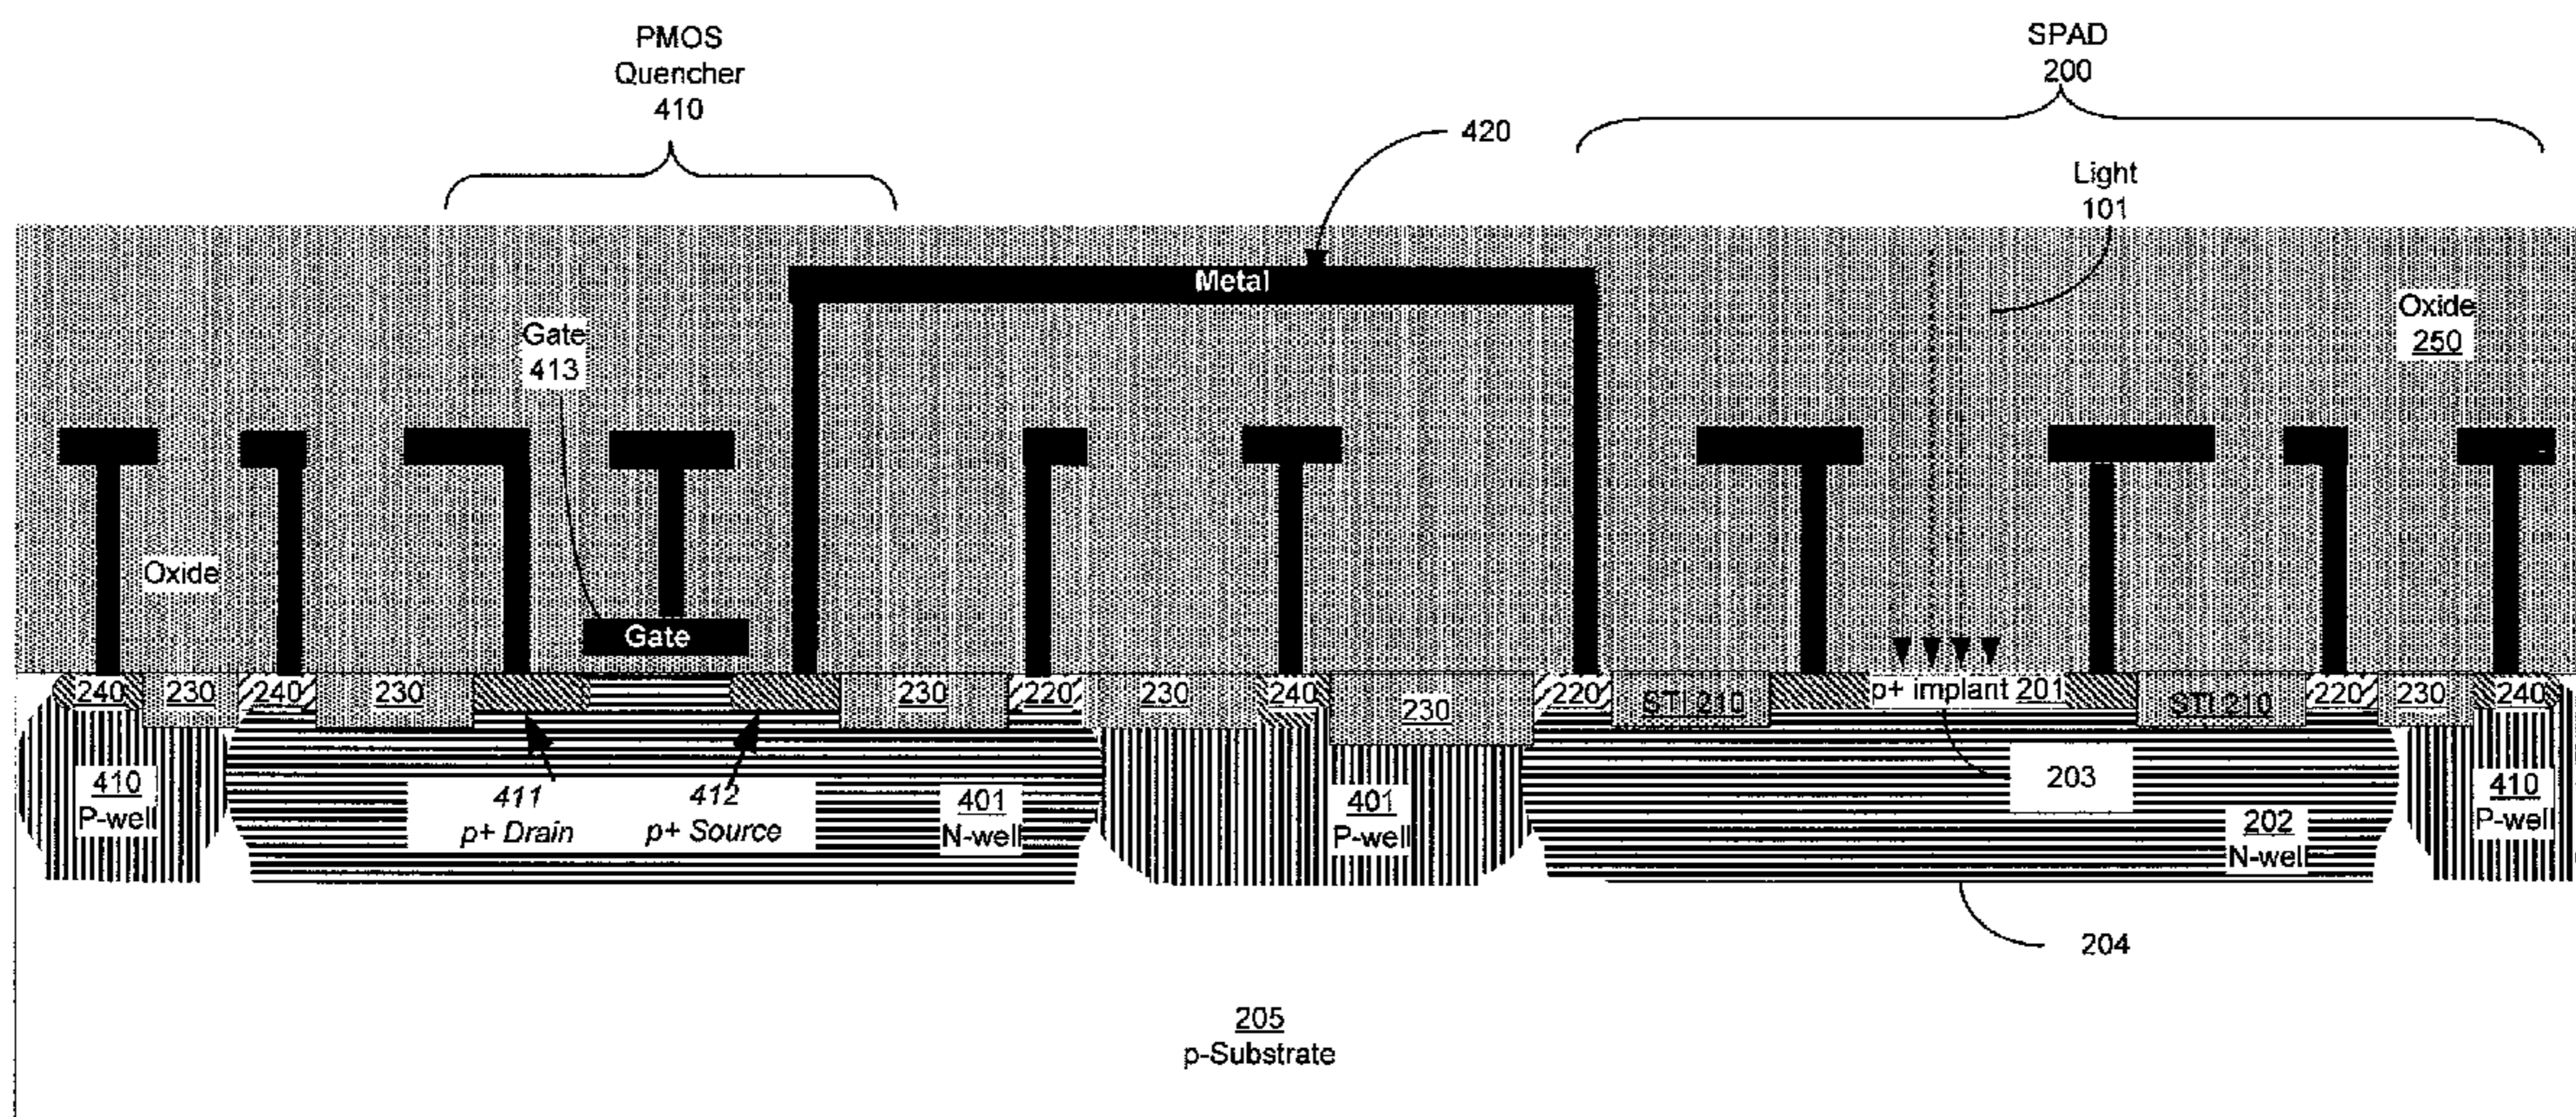 PMOS
Quencher
410
SPAD
200
420
Light
101
Metal
Oxide
250
Gate
413
Oxide
Gate
240 230 240 230 230 220 230 240 230 220 STI 210 p+ implant 201 STI 210 220 230 240
410
P-well
411
p+ Drain
412
p+ Source
401
N-well
401
P-well
203
202
N-well
410
P-well
204
205
p-Substrate